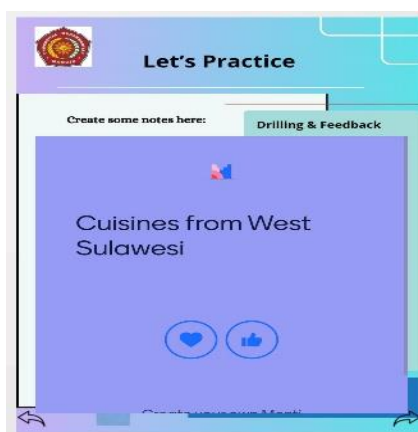 Let's Practice
Create some notes here:
Drilling & Feedback
Cuisines from West
Sulawesi
Create your own Menti